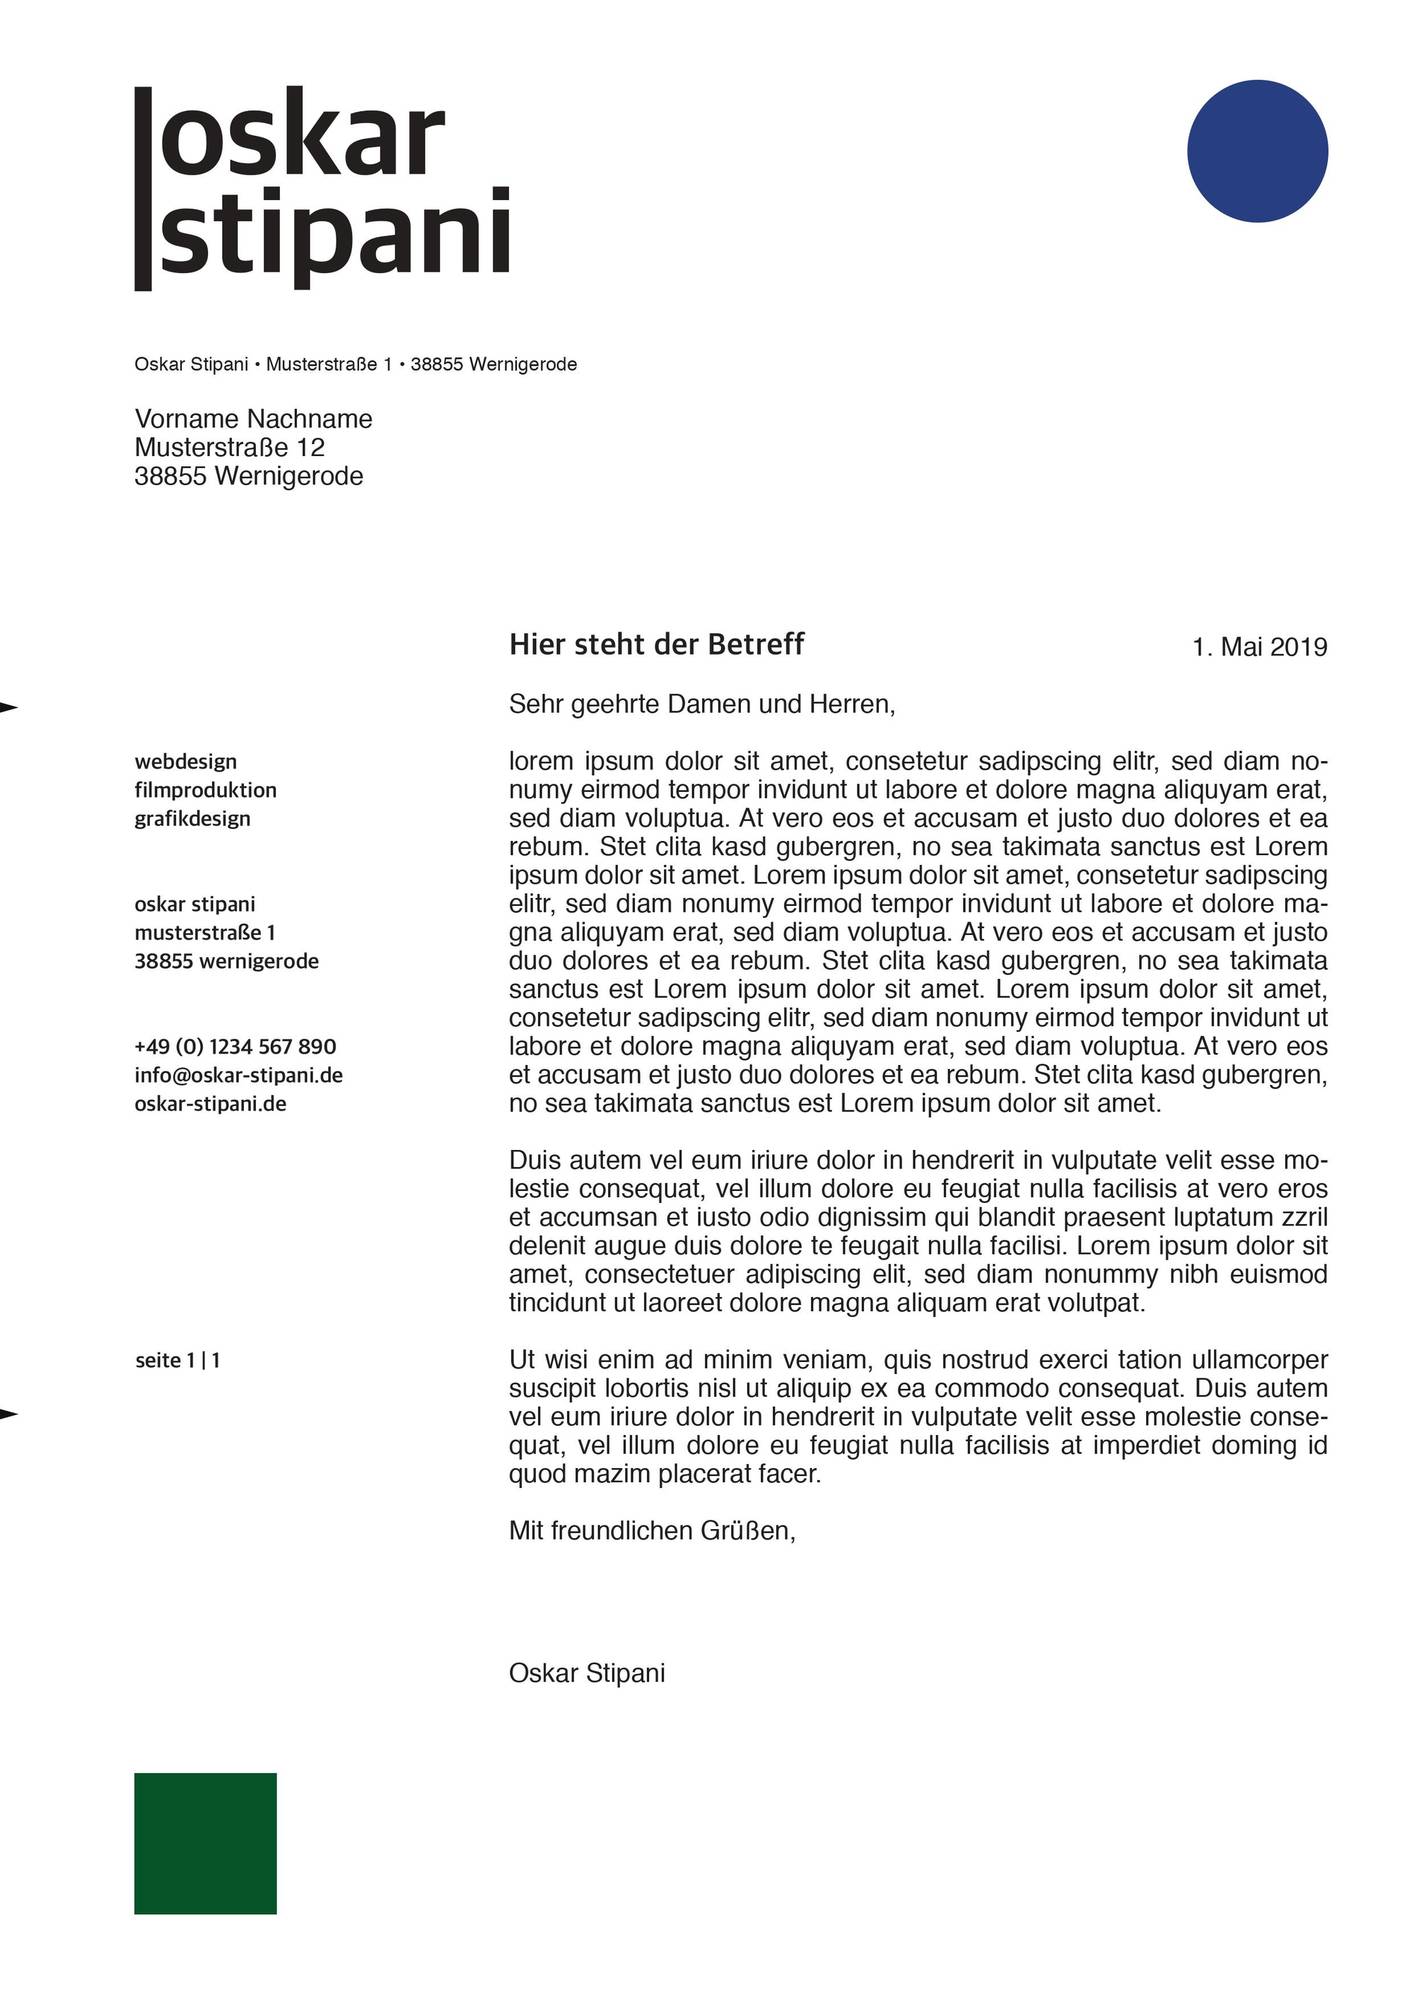 oskar
stipani
Oskar Stipani • Musterstraße 1 • 38855 Wernigerode
Vorname Nachname
Musterstraße 12
38855 Wernigerode
Hier steht der Betreff
1. Mai 2019
Sehr geehrte Damen und Herren,
webdesign
filmproduktion
grafikdesign
oskar stipani
musterstraße 1
38855 wernigerode
+49 (0) 1234 567 890
info@oskar-stipani.de
oskar-stipani.de
seite 1 | 1
lorem ipsum dolor sit amet, consetetur sadipscing elitr, sed diam no-
numy eirmod tempor invidunt ut labore et dolore magna aliquyam erat,
sed diam voluptua. At vero eos et accusam et justo duo dolores et ea
rebum. Stet clita kasd gubergren, no sea takimata sanctus est Lorem
ipsum dolor sit amet. Lorem ipsum dolor sit amet, consetetur sadipscing
elitr, sed diam nonumy eirmod tempor invidunt ut labore et dolore ma-
gna aliquyam erat, sed diam voluptua. At vero eos et accusam et justo
duo dolores et ea rebum. Stet clita kasd gubergren, no sea takimata
sanctus est Lorem ipsum dolor sit amet. Lorem ipsum dolor sit amet,
consetetur sadipscing elitr, sed diam nonumy eirmod tempor invidunt ut
labore et dolore magna aliquyam erat, sed diam voluptua. At vero eos
et accusam et justo duo dolores et ea rebum. Stet clita kasd gubergren,
no sea takimata sanctus est Lorem ipsum dolor sit amet.
Duis autem vel eum iriure dolor in hendrerit in vulputate velit esse mo-
lestie consequat, vel illum dolore eu feugiat nulla facilisis at vero eros
et accumsan et iusto odio dignissim qui blandit praesent luptatum zzril
delenit augue duis dolore te feugait nulla facilisi. Lorem ipsum dolor sit
amet, consectetuer adipiscing elit, sed diam nonummy nibh euismod
tincidunt ut laoreet dolore magna aliquam erat volutpat.
Ut wisi enim ad minim veniam, quis nostrud exerci tation ullamcorper
suscipit lobortis nisl ut aliquip ex ea commodo consequat. Duis autem
vel eum iriure dolor in hendrerit in vulputate velit esse molestie conse-
quat, vel illum dolore eu feugiat nulla facilisis at imperdiet doming id
quod mazim placerat facer.
Mit freundlichen Grüßen,
Oskar Stipani